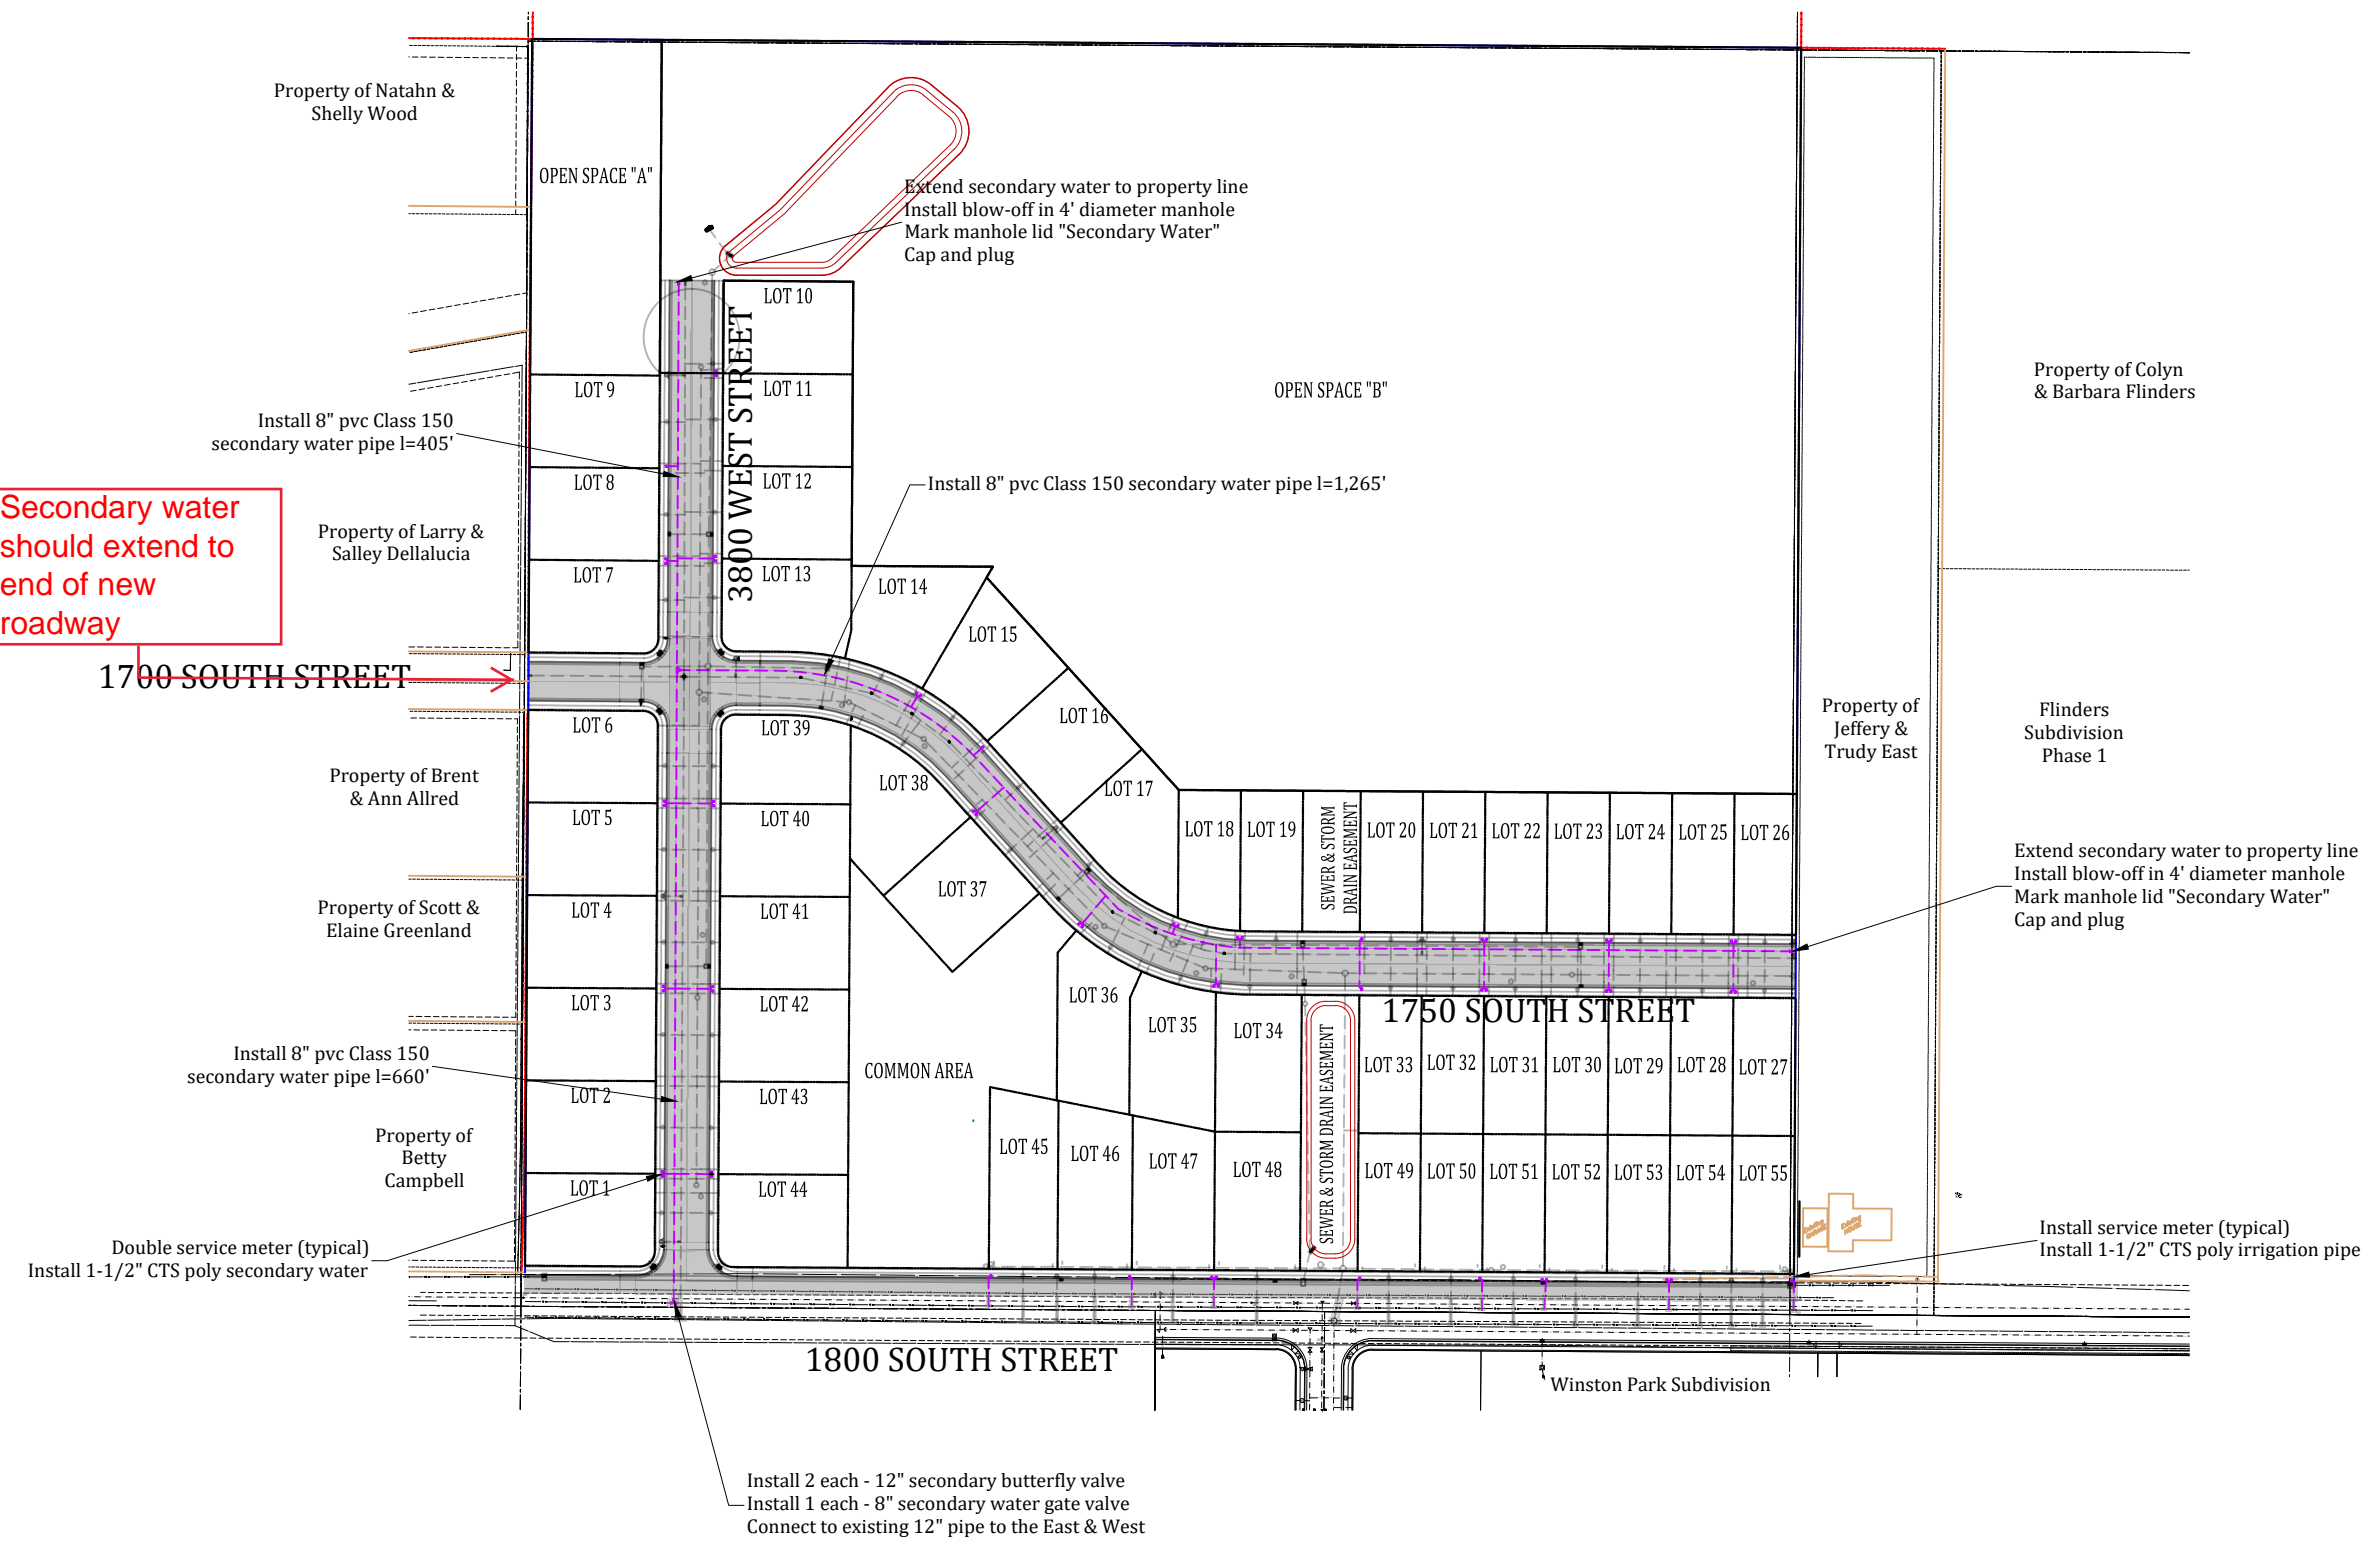 Property of Natahn &
Shelly Wood
OPEN SPACE "A"
Extend secondary water to property line
Install blow-off in 4' diameter manhole
Mark manhole lid "Secondary Water"
Cap and plug
LOT 10
3800 WEST STREET
LOT 9
LOT 11
OPEN SPACE "B"
Property of Colyn
& Barbara Flinders
Install 8" pvc Class 150
secondary water pipe l=405'
LOT 8
LOT 12
Install 8" pvc Class 150 secondary water pipe l=1,265'
Secondary water
should extend to
end of new
roadway
Property of Larry &
Salley Dellalucia
LOT 7
LOT 13
LOT 14
LOT 15
1700 SOUTH STREET
LOT 6
LOT 39
LOT 16
Property of
Jeffery &
Trudy East
Flinders
Subdivision
Phase 1
Property of Brent
& Ann Allred
LOT 38
LOT 17
LOT 5
LOT 40
LOT 18
LOT 19
SEWER & STORM
DRAIN EASEMENT
LOT 20
LOT 21
LOT 22
LOT 23
LOT 24
LOT 25
LOT 26
Extend secondary water to property line
Install blow-off in 4' diameter manhole
Mark manhole lid "Secondary Water"
Cap and plug
LOT 37
Property of Scott &
Elaine Greenland
LOT 4
LOT 41
LOT 3
LOT 42
LOT 36
LOT 35
LOT 34
1750 SOUTH STREET
Install 8" pvc Class 150
secondary water pipe l=660'
COMMON AREA
LOT 33
LOT 32
LOT 31
LOT 30
LOT 29
LOT 28
LOT 27
LOT 2
LOT 43
SEWER & STORM DRAIN EASEMENT
Property of
Betty
Campbell
LOT 45
LOT 46
LOT 47
LOT 48
LOT 49
LOT 50
LOT 51
LOT 52
LOT 53
LOT 54
LOT 55
LOT 1
LOT 44
Double service meter (typical)
Install 1-1/2" CTS poly secondary water
Install service meter (typical)
Install 1-1/2" CTS poly irrigation pipe
1800 SOUTH STREET
Winston Park Subdivision
Install 2 each - 12" secondary butterfly valve
Install 1 each - 8" secondary water gate valve
Connect to existing 12" pipe to the East & West